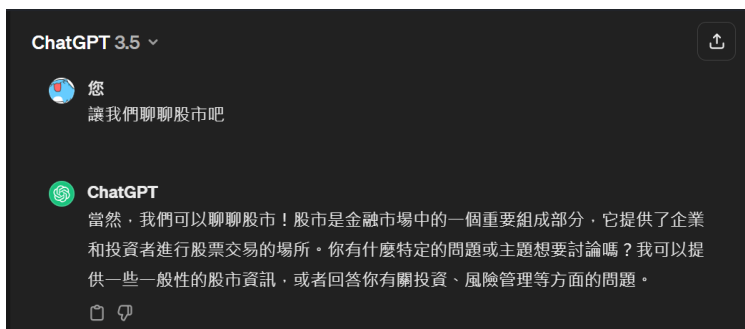 ChatGPT 3.5
您
讓我們聊聊股市吧
ChatGPT
當然,我們可以聊聊股市!股市是金融市場中的一個重要組成部分,它提供了企業
和投資者進行股票交易的場所。你有什麼特定的問題或主題想要討論嗎?我可以提
供一些一般性的股市資訊,或者回答你有關投資、風險管理等方面的問題。